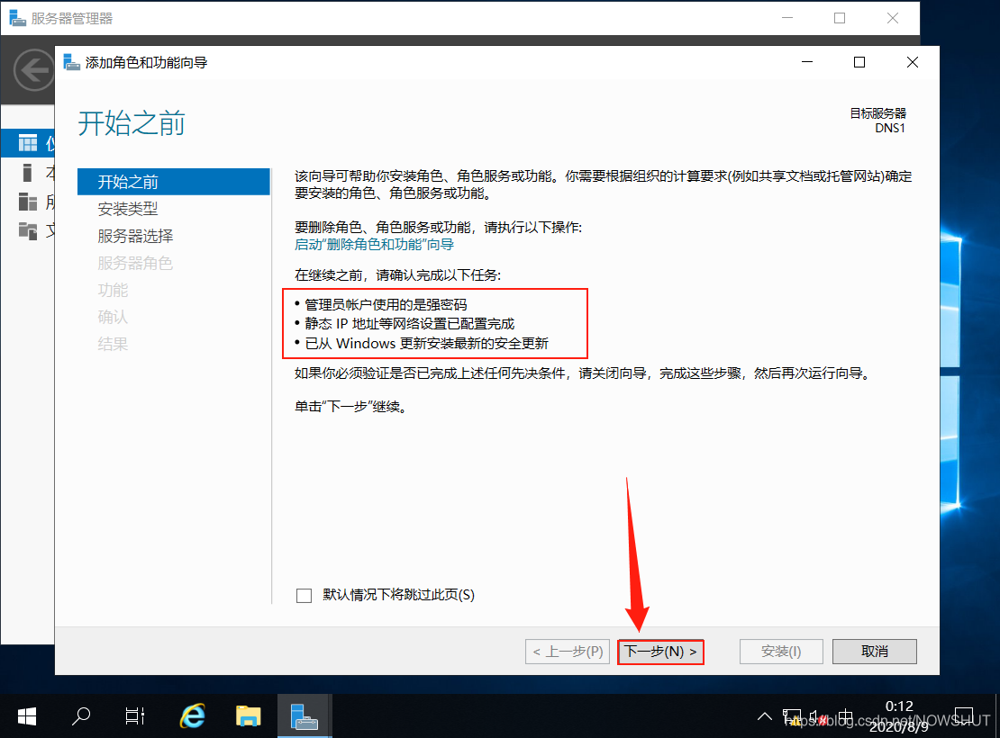 服务器管理器
添加角色和功能向导
开始之前
目标服务器
DNS1
开始之前
安装类型
服务器选择
服务器角色
功能
确认
结果
该向导可帮助你安装角色、角色服务或功能。你需要根据组织的计算要求(例如共享文档或托管网站)确定
要安装的角色、角色服务或功能。
要删除角色、角色服务或功能，请执行以下操作:
启动“删除角色和功能”向导
在继续之前，请确认完成以下任务:
• 管理员帐户使用的是强密码
• 静态 IP 地址等网络设置已配置完成
• 已从 Windows 更新安装最新的安全更新
如果你必须验证是否已完成上述任何先决条件，请关闭向导，完成这些步骤，然后再次运行向导。
单击“下一步”继续。
默认情况下将跳过此页(S)
< 上一步(P)
下一步(N) >
安装(I)
取消
中
0:12
2020/8/9
https://blog.csdn.net/NOWSHUT